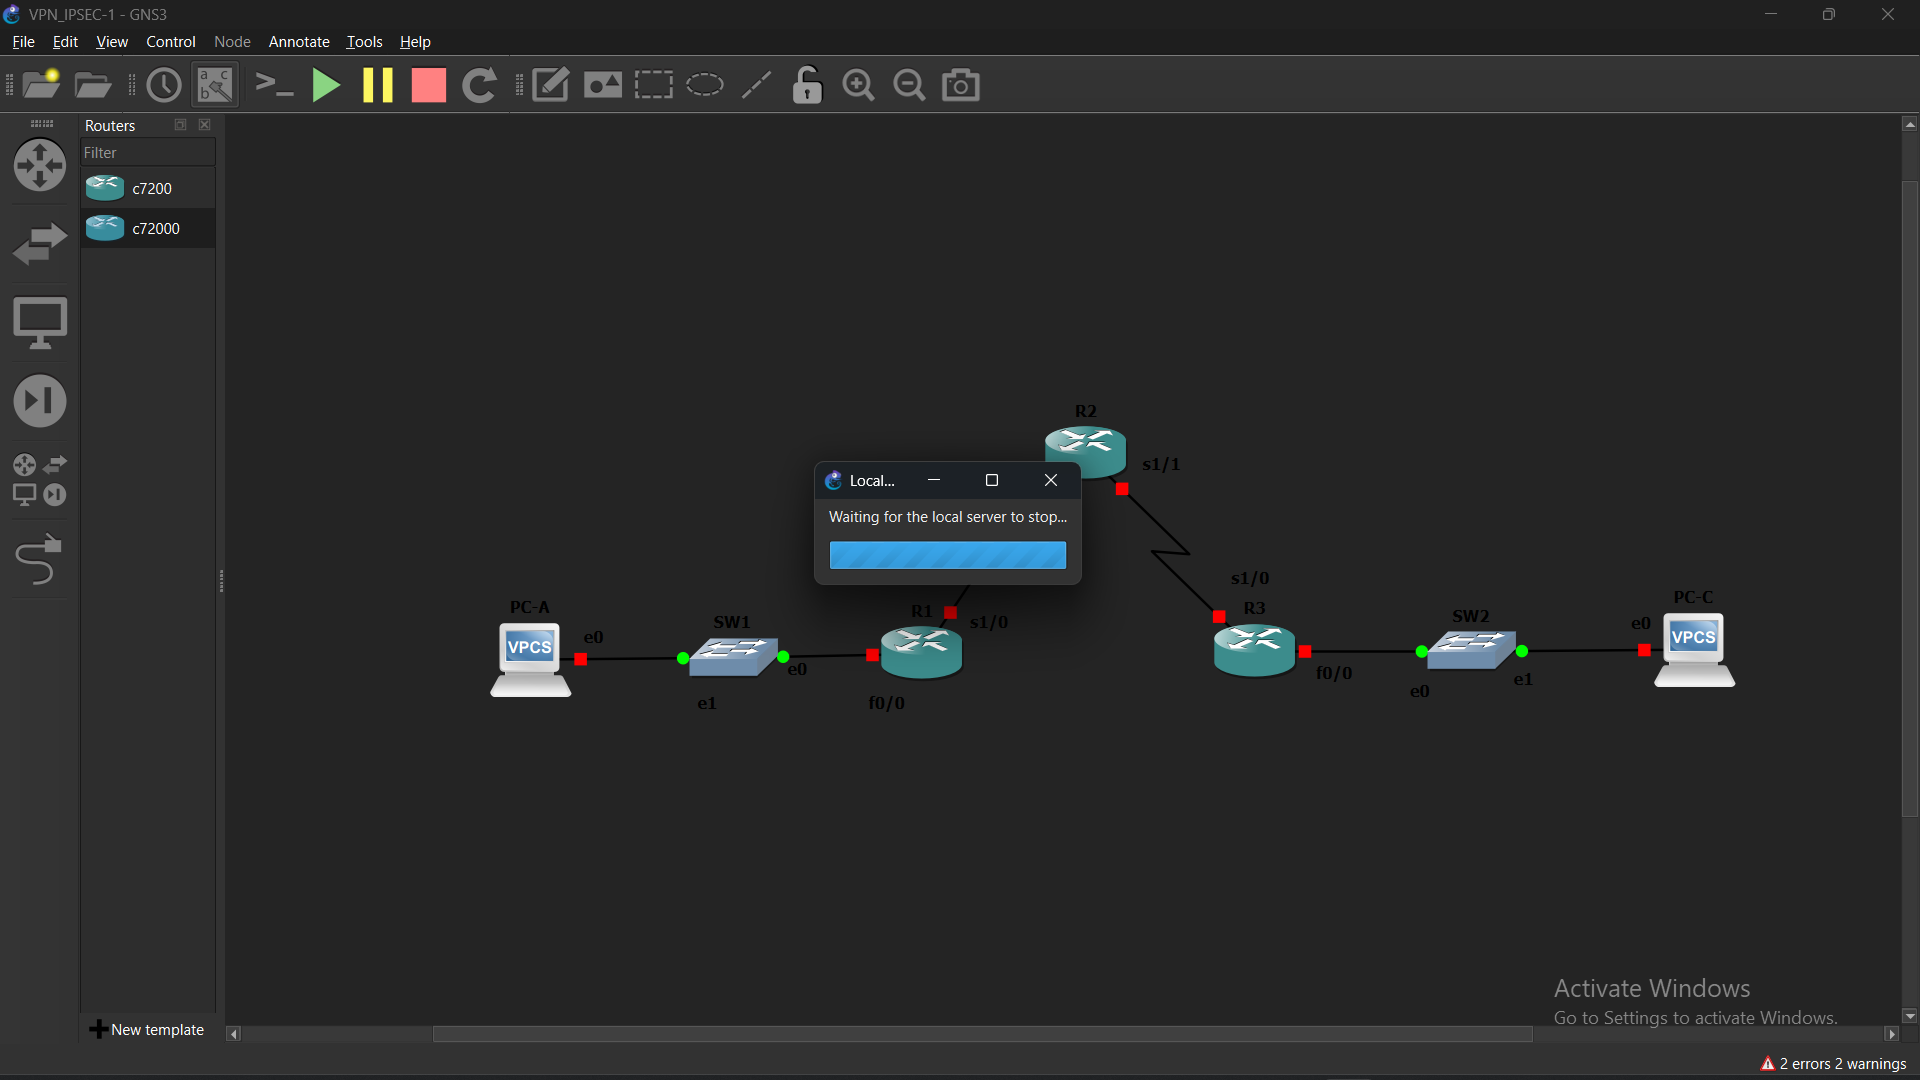 VPN_IPSEC-1 - GNS3
File Edit View Control Node Annotate Tools Help
a c
b
Routers
Filter
c7200
c72000
R2
s1/1
Local...
Waiting for the local server to stop...
s1/0
R3
PC-A
e0
VPCS
SW1
e1
e0
R1
s1/0
f0/0
f0/0
SW2
e0
e1
PC-C
e0
VPCS
New template
Activate Windows
Go to Settings to activate Windows.
2 errors 2 warnings